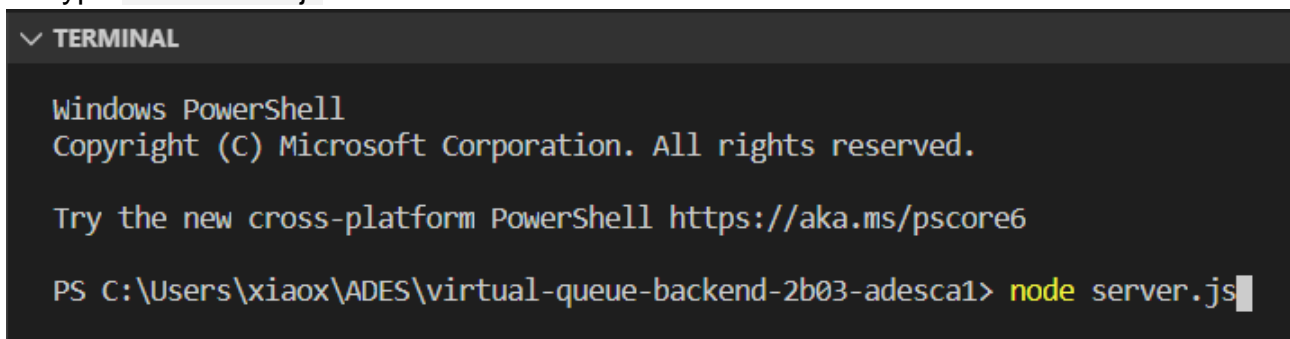 TERMINAL
Windows PowerShell
Copyright (C) Microsoft Corporation. All rights reserved.
Try the new cross-platform PowerShell https://aka.ms/pscore6
PS C:\Users\xiaox\ADES\virtual-queue-backend-2b03-adesca1> node server.js